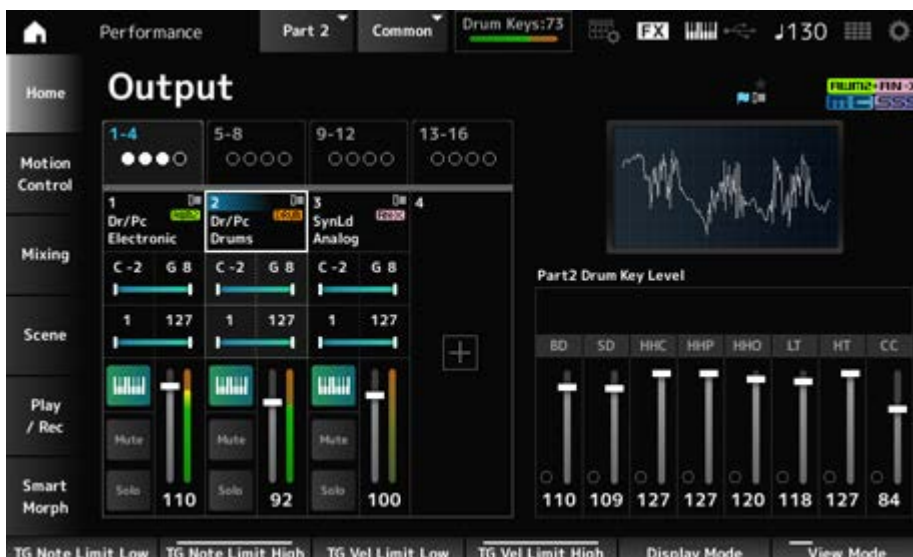 Performance
Part 2
Common
Drum Keys:73
FX
♩130
Home
Output
AWM2+AN-X
1-4
5-8
9-12
13-16
Motion
Control
1
2
3
4
Dr/Pc
Electronic
Dr/Pc
DRUM
Drums
SynLd
AN-X
Analog
Mixing
C -2 G 8
C -2 G 8
C -2 G 8
Part2 Drum Key Level
Scene
1 127
1 127
1 127
BD SD HHC HHP HHO LT HT CC
Play
/ Rec
Mute
Mute
Mute
Smart
Morph
Solo
110
Solo
92
Solo
100
110 109 127 127 120 118 127 84
TG Note Limit Low
TG Note Limit High
TG Vel Limit Low
TG Vel Limit High
Display Mode
View Mode